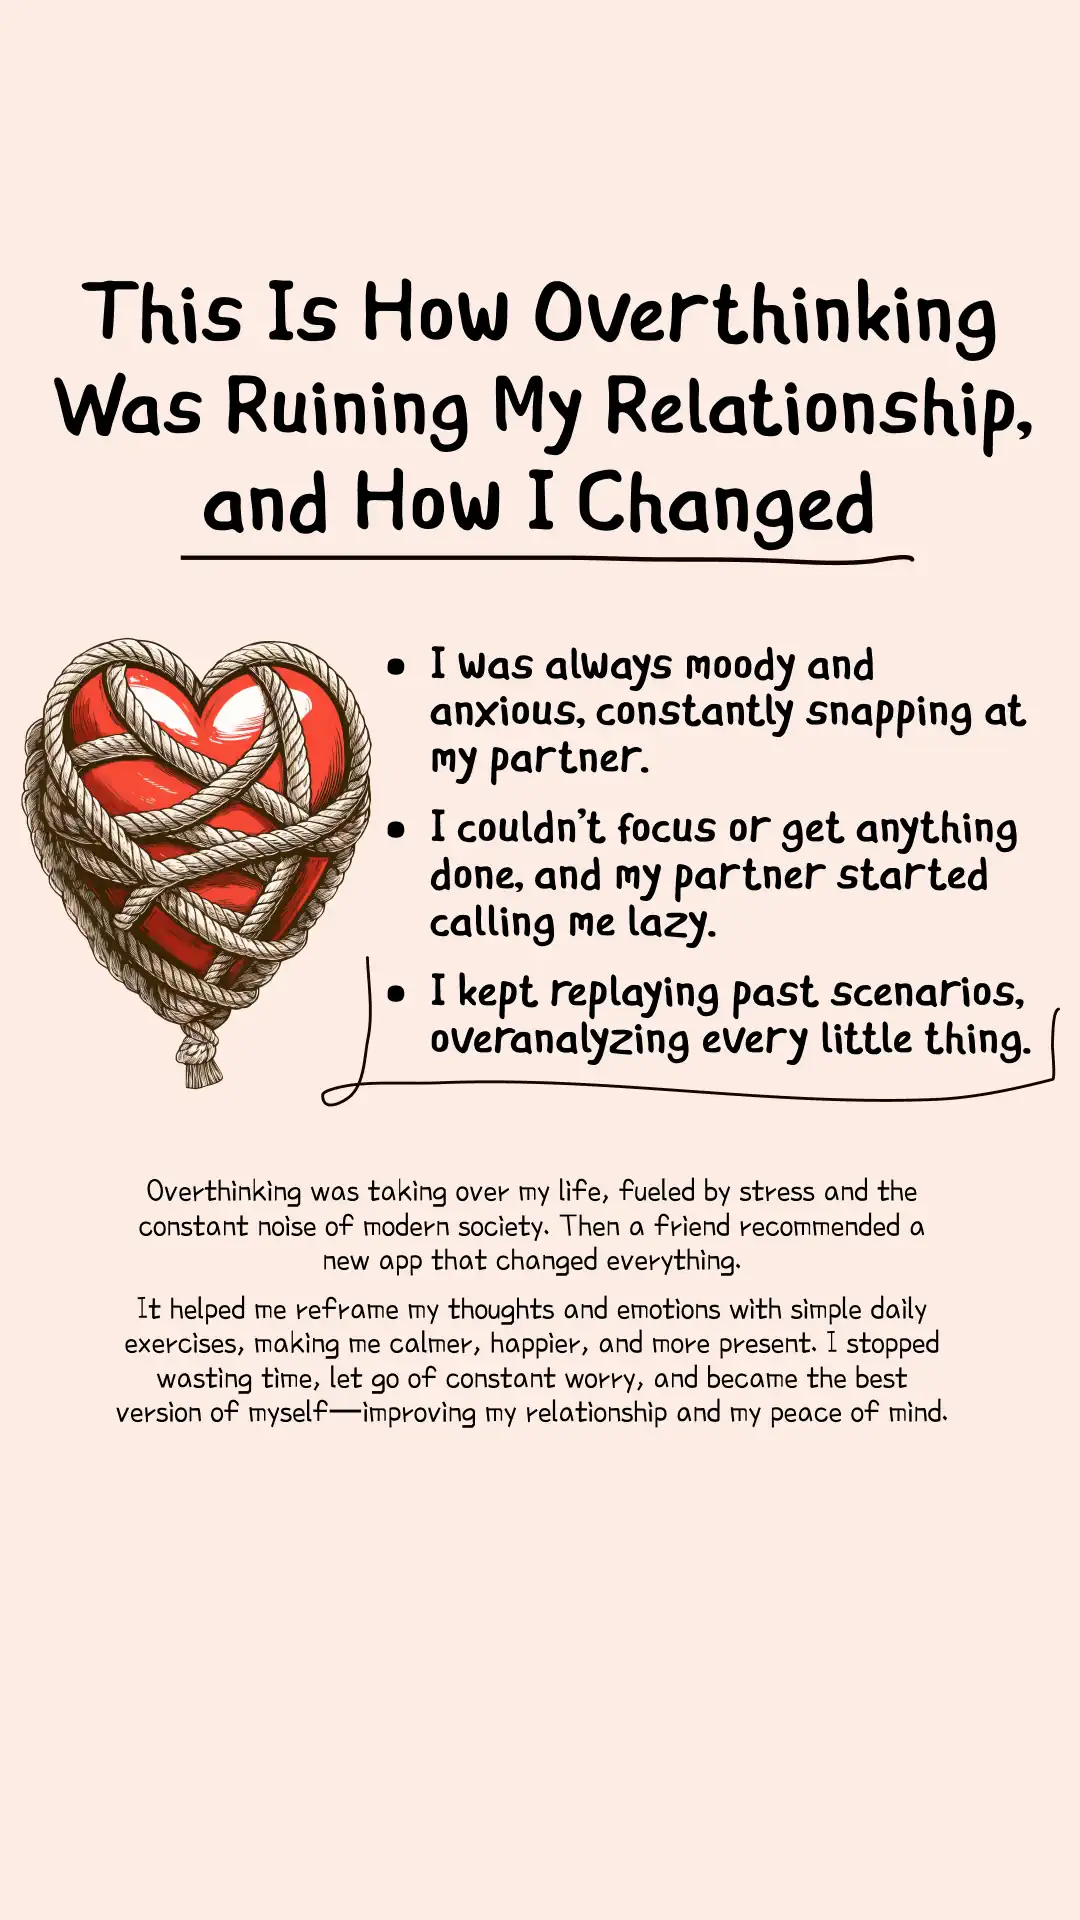 This Is How Overthinking
Was Ruining My Relationship,
and How I Changed
• I was always moody and
anxious, constantly snapping at
my partner.
• I couldn't focus or get anything
done, and my partner started
calling me lazy.
• I kept replaying past scenarios,
overanalyzing every little thing.
Overthinking was taking over my life, fueled by stress and the
constant noise of modern society. Then a friend recommended a
new app that changed everything.
It helped me reframe my thoughts and emotions with simple daily
exercises, making me calmer, happier, and more present. I stopped
wasting time, let go of constant worry, and became the best
version of myself—improving my relationship and my peace of mind.